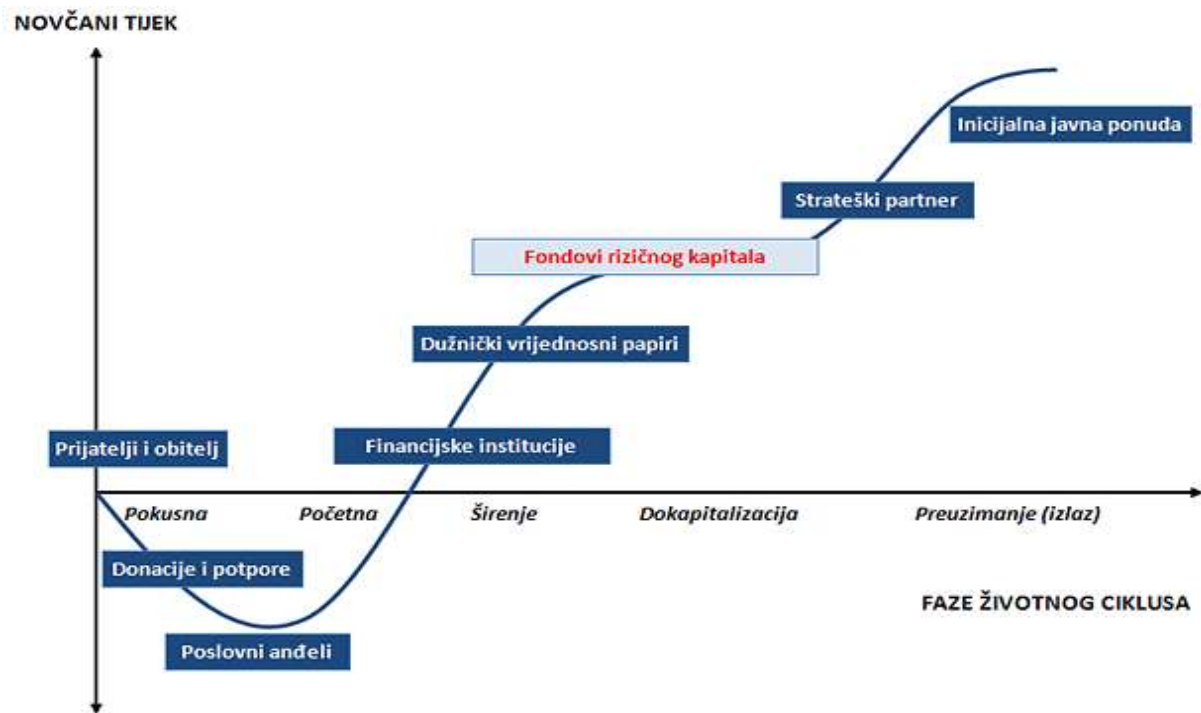 NOVČANI TIJEK
Inicijalna javna ponuda
Strateški partner
Fondovi rizičnog kapitala
Dužnički vrijednosni papiri
Prijatelji i obitelj
Financijske institucije
Pokusna
Početna
Širenje
Dokapitalizacija
Preuzimanje (izlaz)
Donacije i potpore
FAZE ŽIVOTNOG CIKLUSA
Poslovni anđeli